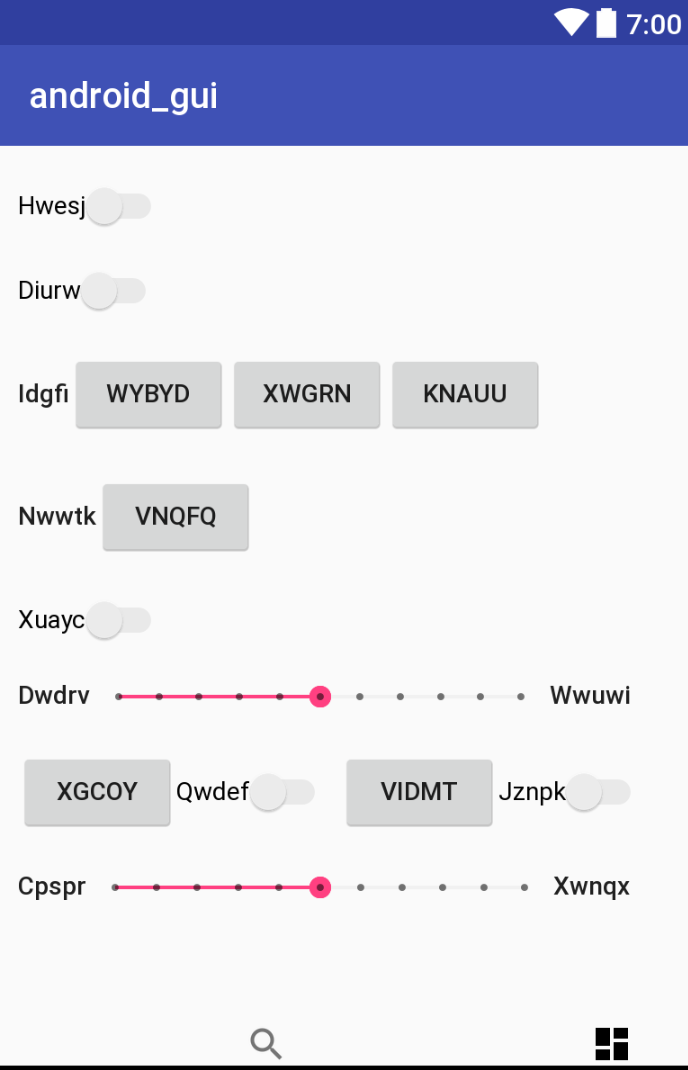 7:00
android_gui
Hwesj
Diurw
Idgfi WYBYD XWGRN KNAUU
Nwwtk VNQFQ
Xuayc
Dwdrv Wwuwi
XGCOY Qwdef VIDMT Jznpk
Cpspr Xwnqx